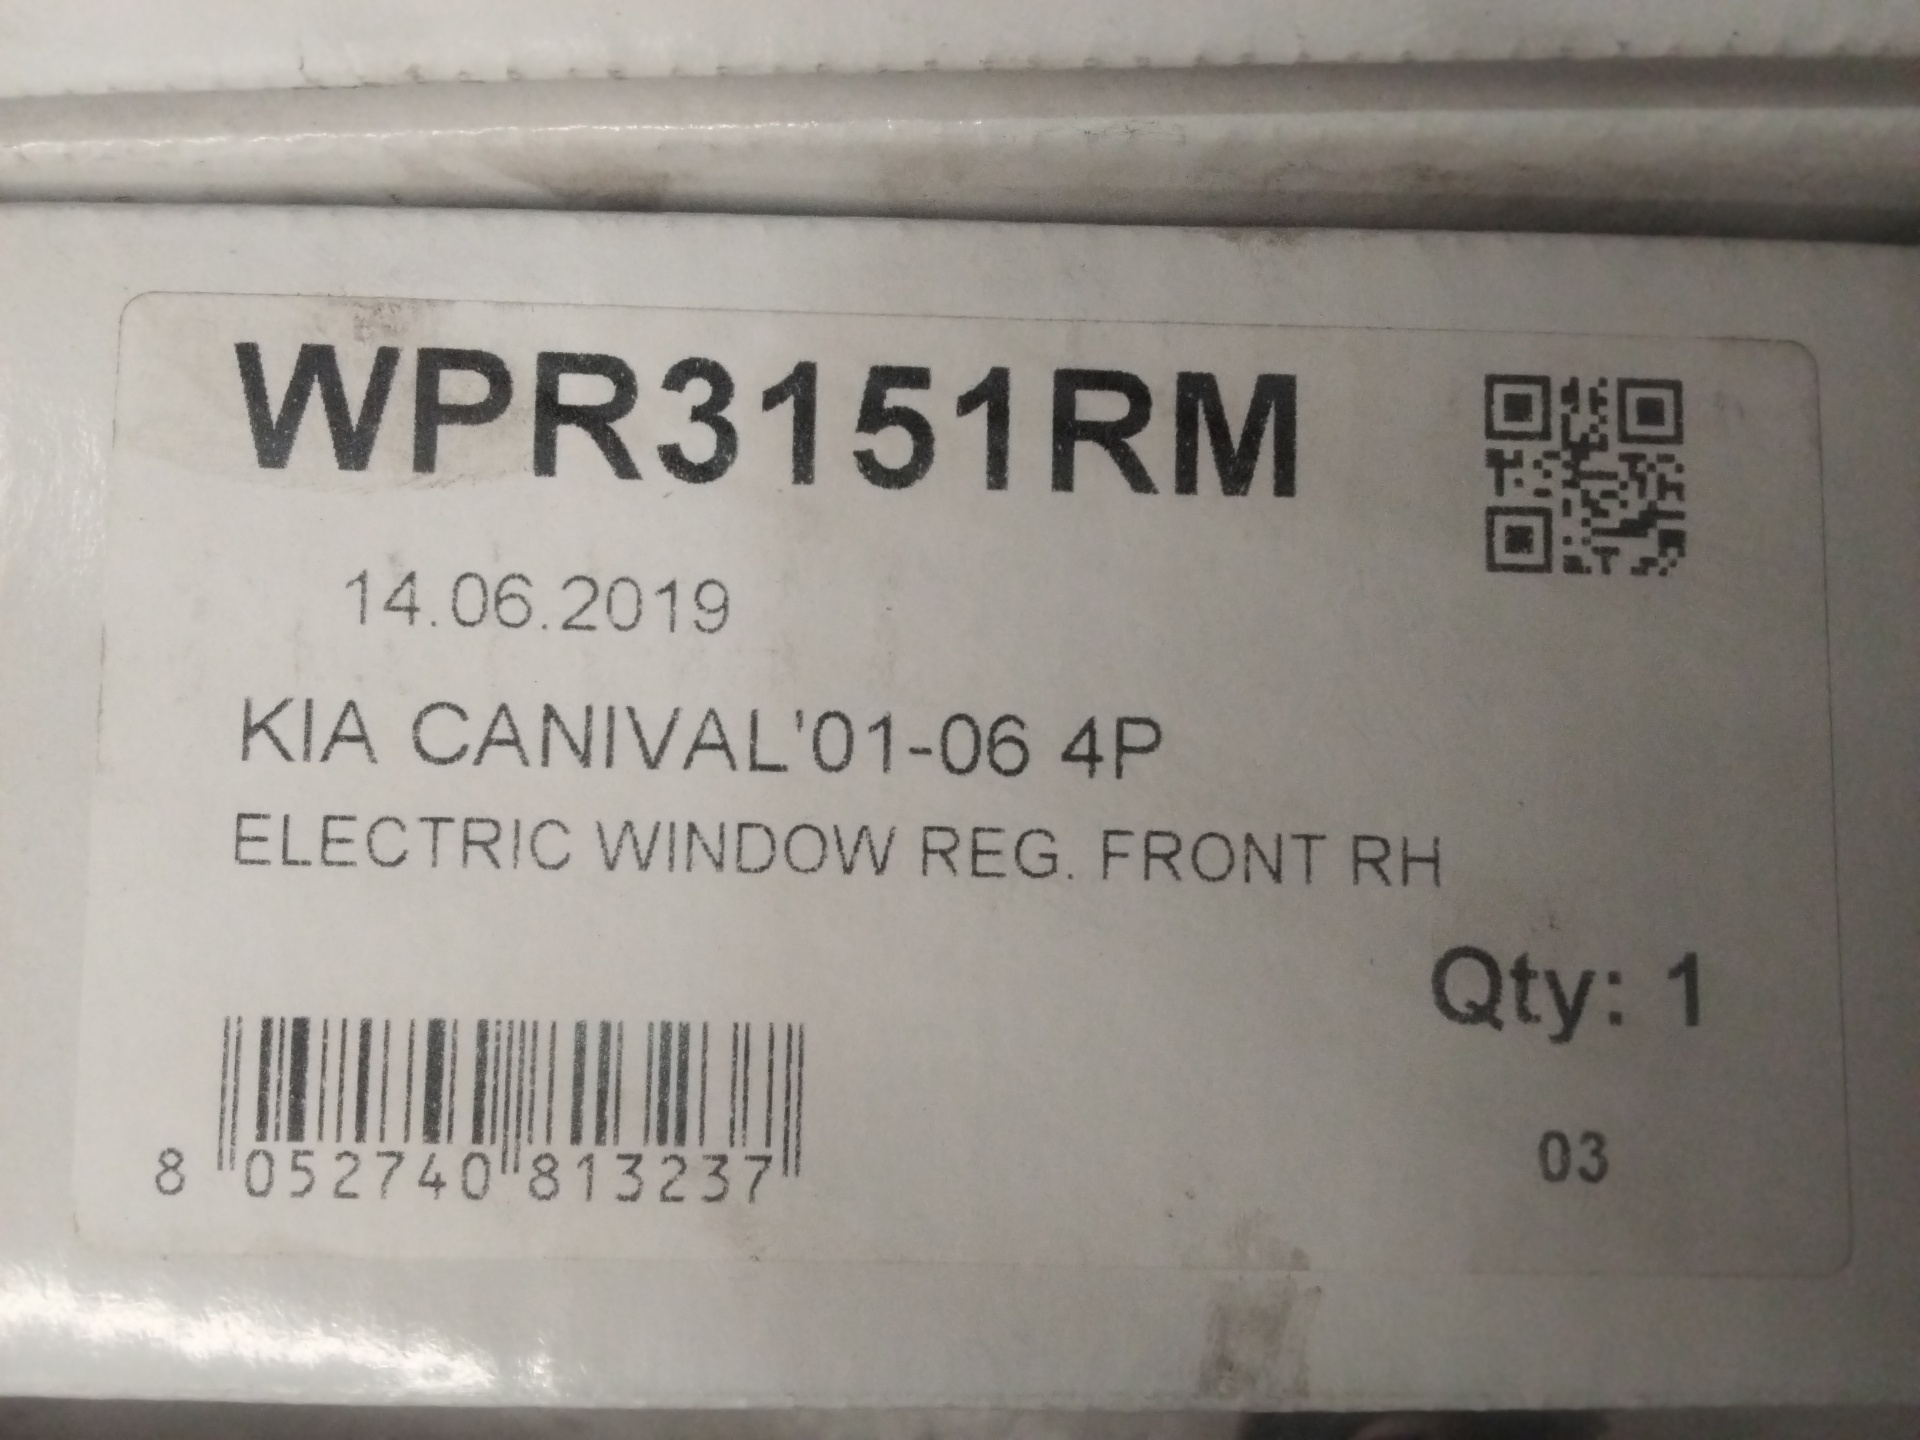 WPR3151RM
14.06.2019
KIA CANIVAL'01-06 4P
ELECTRIC WINDOW REG. FRONT RH
Qty: 1
8 052740 813237
03